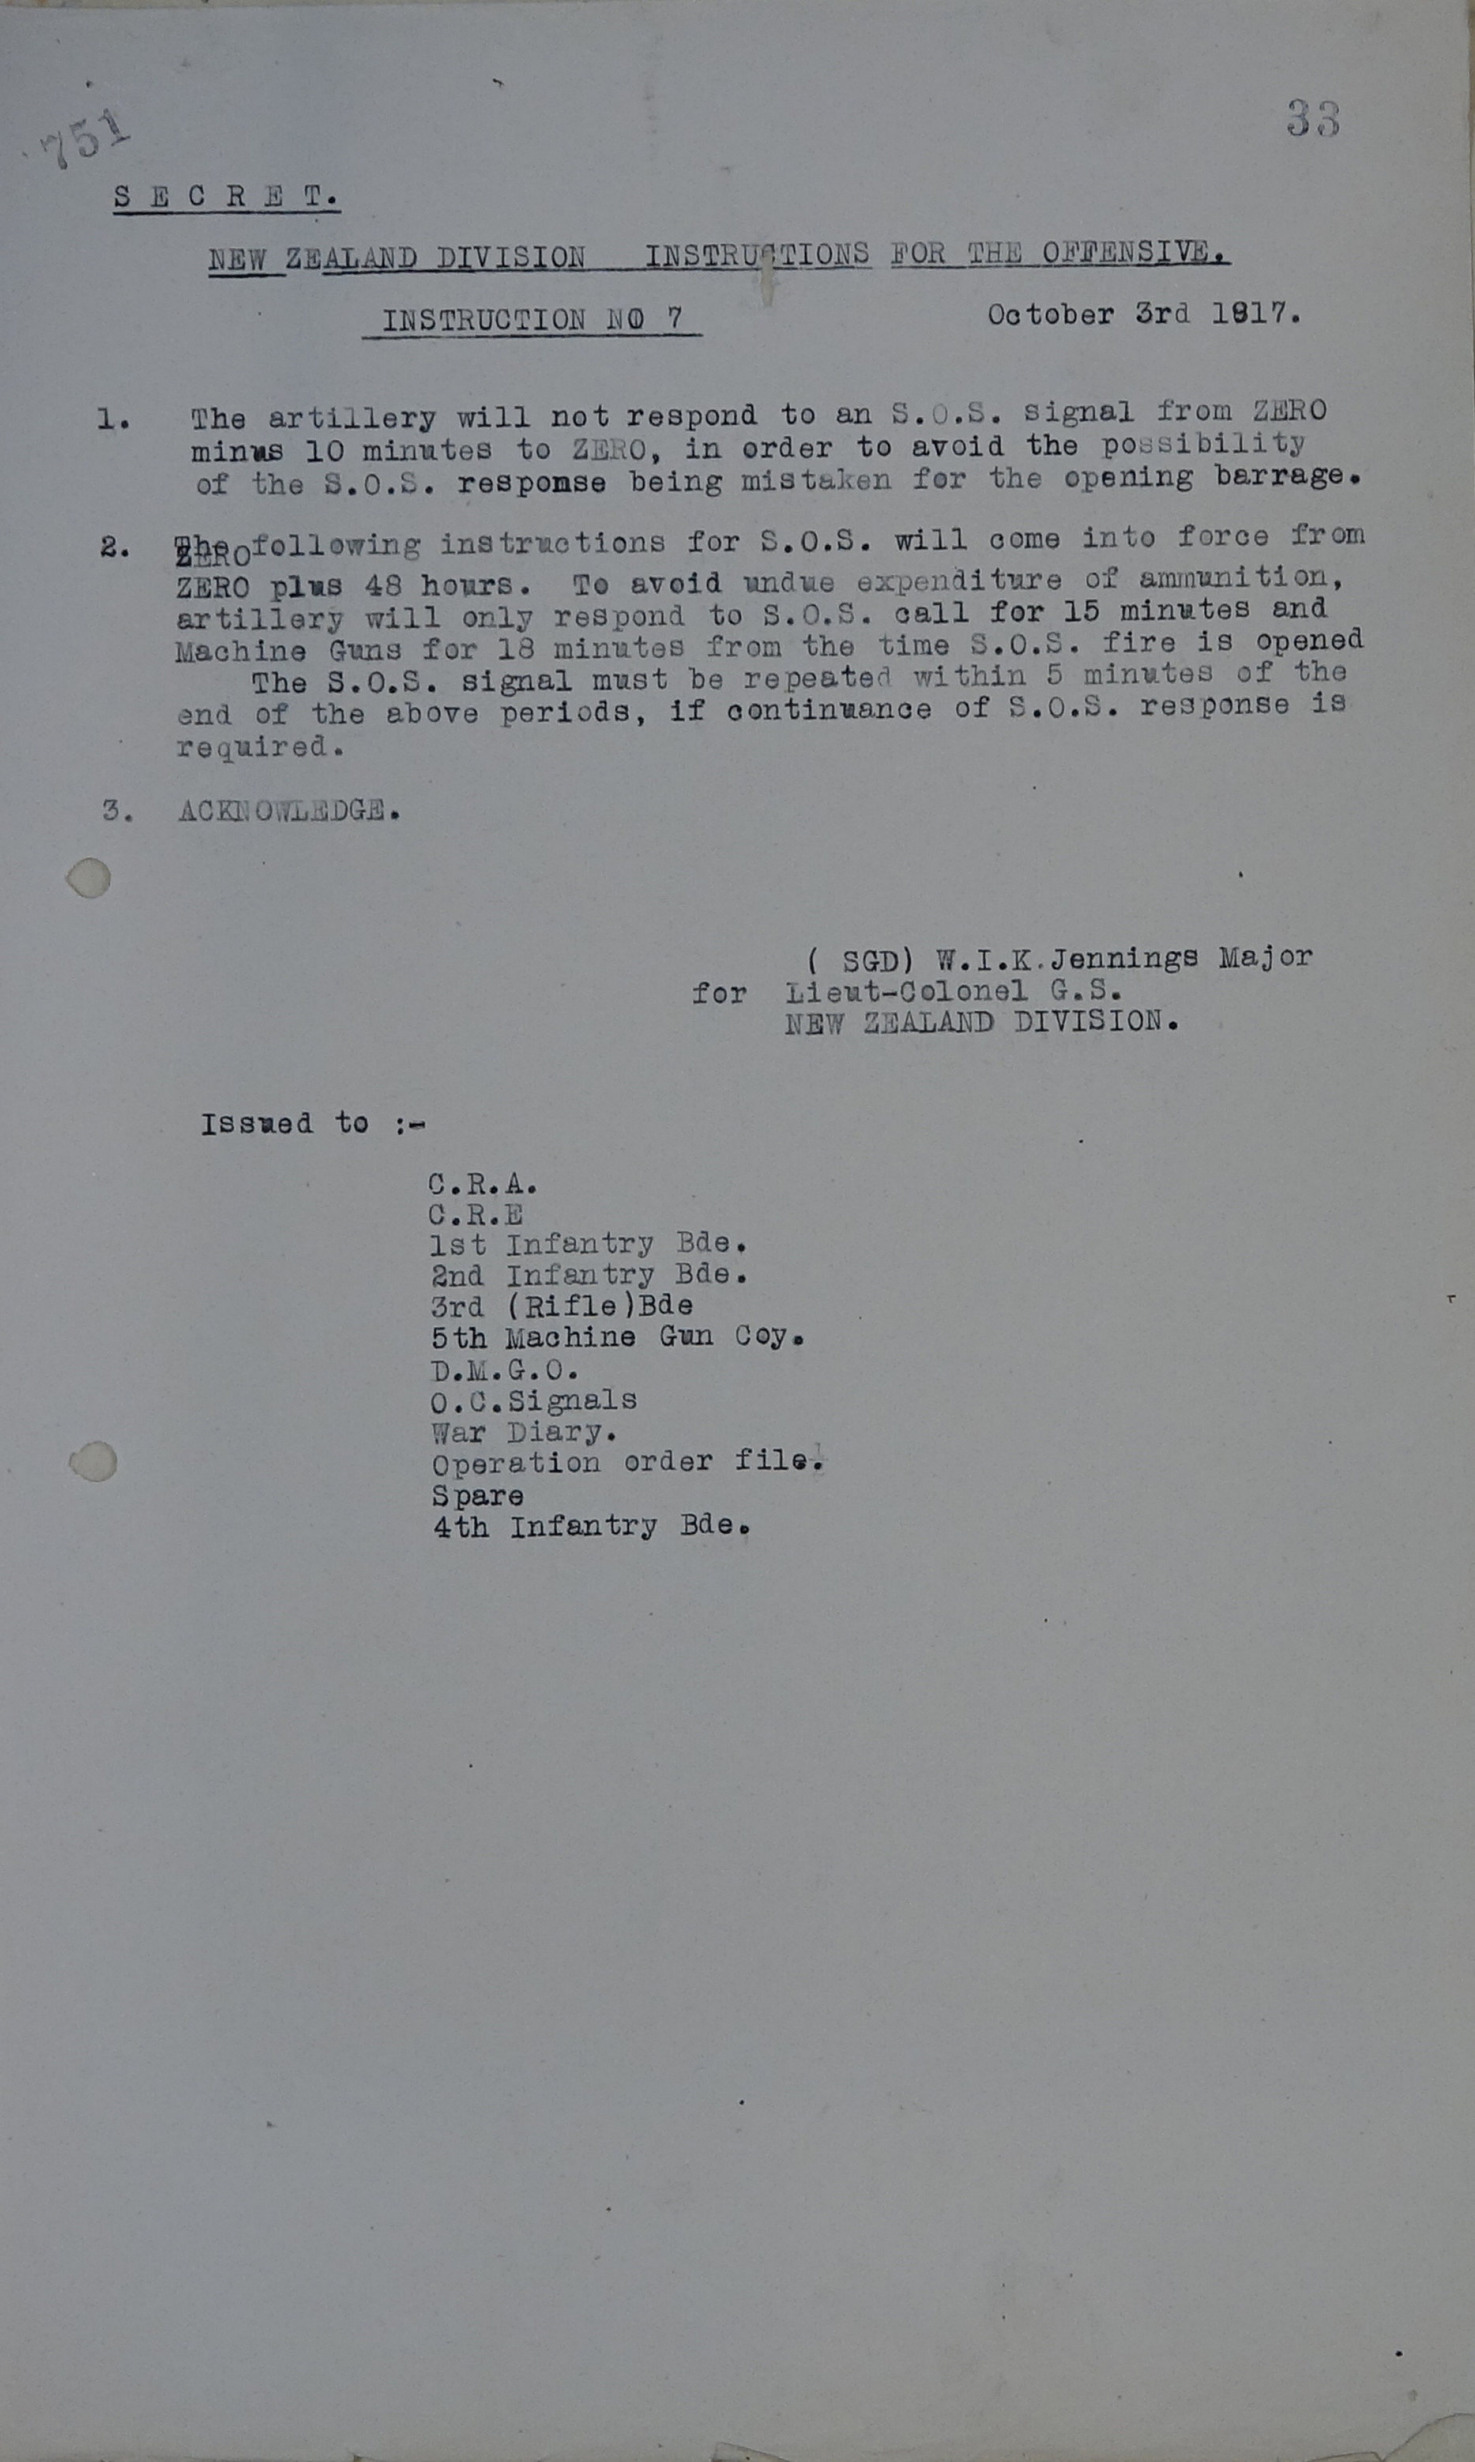 751
33
S E C R E T.
NEW ZEALAND DIVISION INSTRUCTIONS FOR THE OFFENSIVE.
INSTRUCTION NO 7 October 3rd 1917.
1. The artillery will not respond to an S.O.S. signal from ZERO
minus 10 minutes to ZERO, in order to avoid the possibility
of the S.O.S. response being mistaken for the opening barrage.
2. The following instructions for S.O.S. will come into force from
ZERO
ZERO plus 48 hours. To avoid undue expenditure of ammunition,
artillery will only respond to S.O.S. call for 15 minutes and
Machine Guns for 18 minutes from the time S.O.S. fire is opened
The S.O.S. signal must be repeated within 5 minutes of the
end of the above periods, if continuance of S.O.S. response is
required.
3. ACKNOWLEDGE.
( SGD) W.I.K.Jennings Major
for Lieut-Colonel G.S.
NEW ZEALAND DIVISION.
Issued to :-
C.R.A.
C.R.E
1st Infantry Bde.
2nd Infantry Bde.
3rd (Rifle)Bde
5th Machine Gun Coy.
D.M.G.O.
O.C.Signals
War Diary.
Operation order file.
Spare
4th Infantry Bde.